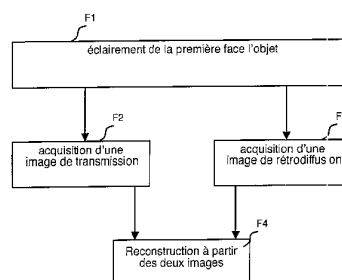 F1
éclairement de la première face l'objet
F2
acquisition d'une
image de transmission
F
acquisition d'une
image de rétrodiffus on
F4
Reconstruction à partir
des deux images